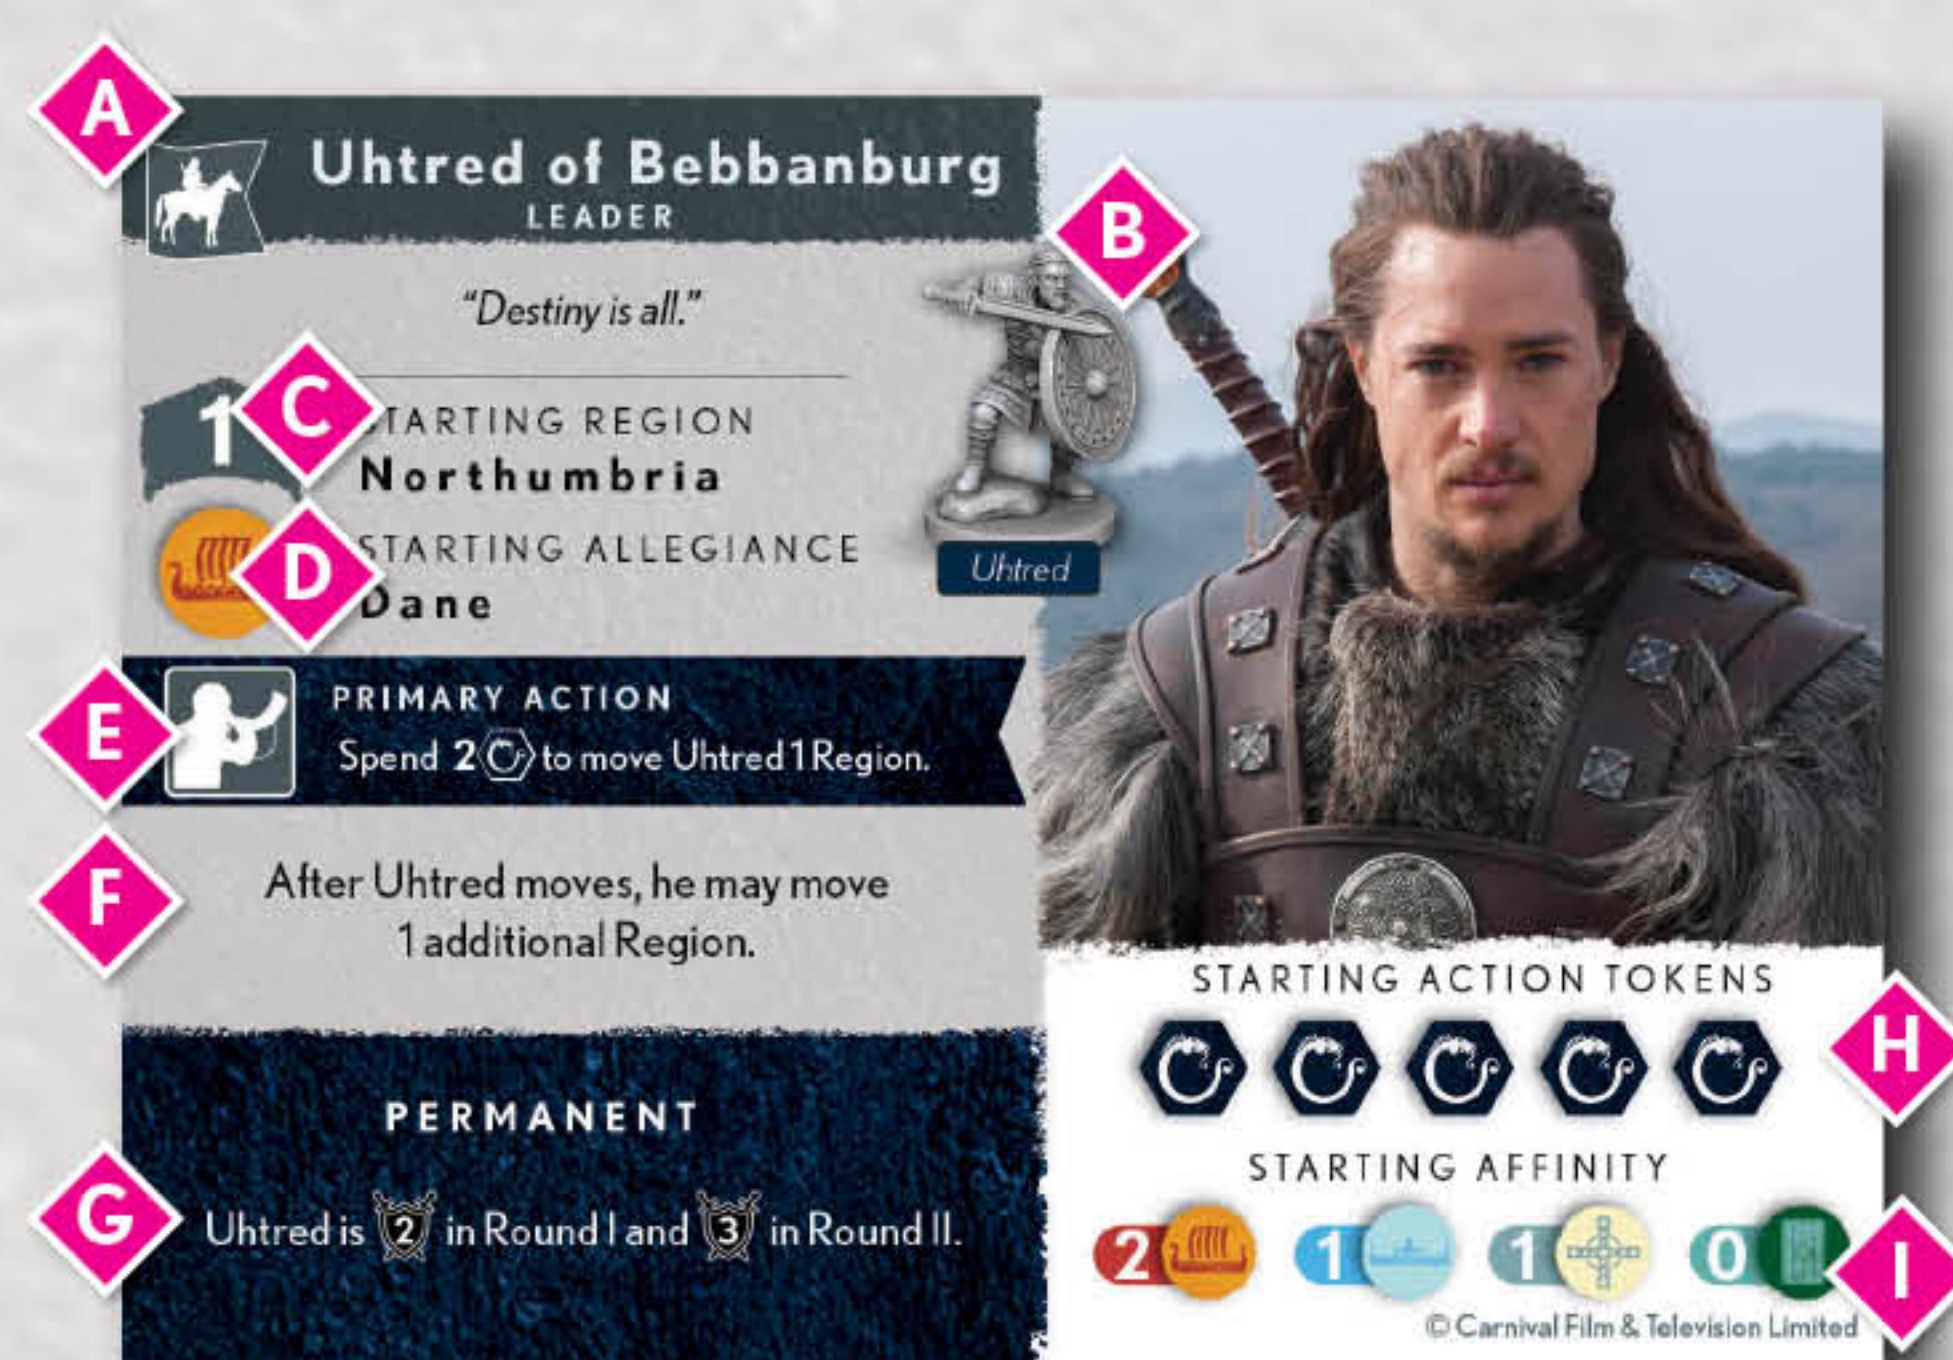 A
Uhtred of Bebbanburg
LEADER
B
"Destiny is all."
1
C
STARTING REGION
Northumbria
D
STARTING ALLEGIANCE
Dane
Uhtred
E
PRIMARY ACTION
Spend 2 to move Uhtred 1 Region.
F
After Uhtred moves, he may move
1 additional Region.
PERMANENT
G
Uhtred is 2 in Round I and 3 in Round II.
STARTING ACTION TOKENS
H
STARTING AFFINITY
2 1 1 0
I
© Carnival Film & Television Limited